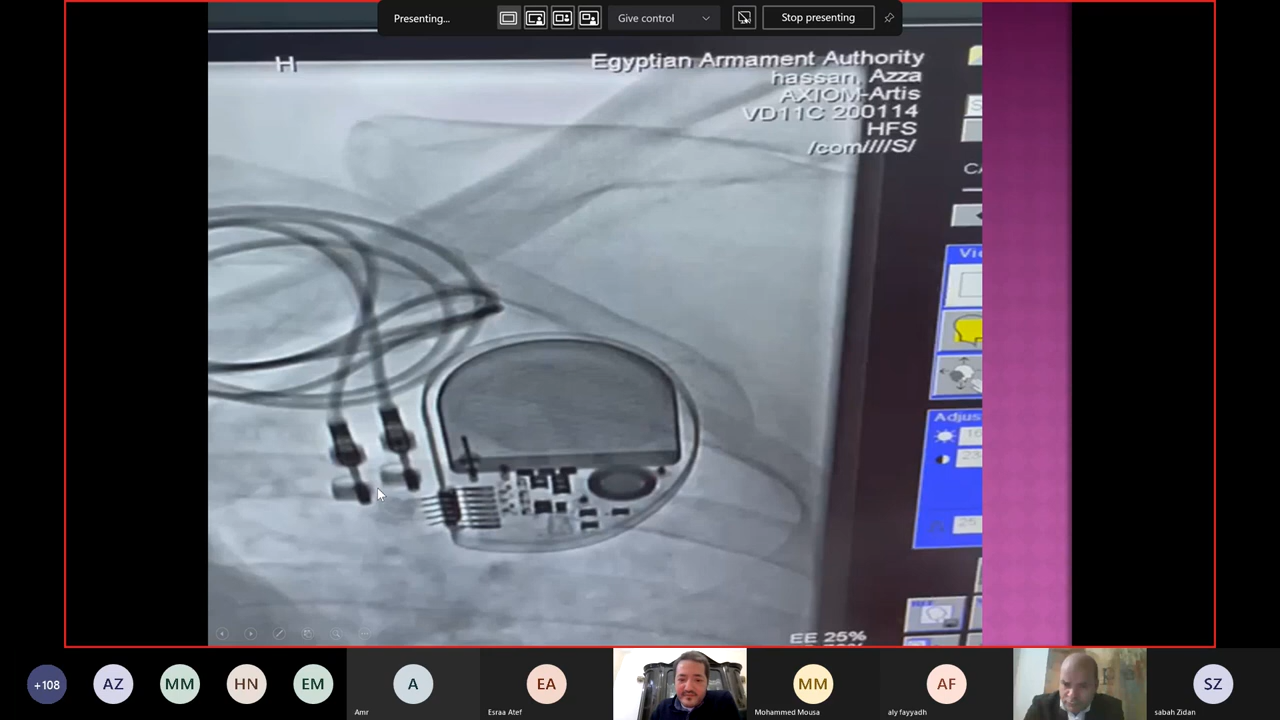 Presenting...
Give control
Stop presenting
H
Egyptian Armament Authority
hassan, Azza
AXIOM-Artis
VD11C 200114
HFS
/com////S/
Adjus
EE 25%
+108
AZ
MM
HN
EM
A
Amr
EA
Esraa Atef
MM
Mohammed Mousa
AF
aly fayyadh
SZ
sabah Zidan